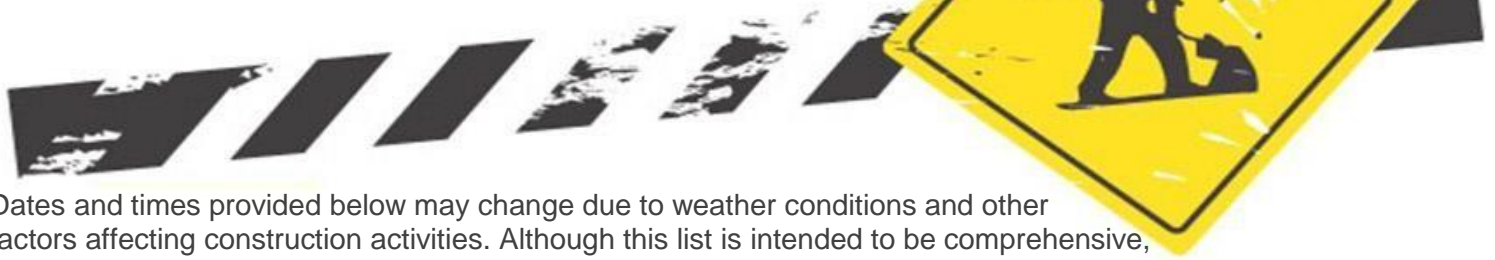 Dates and times provided below may change due to weather conditions and other
factors affecting construction activities. Although this list is intended to be comprehensive,